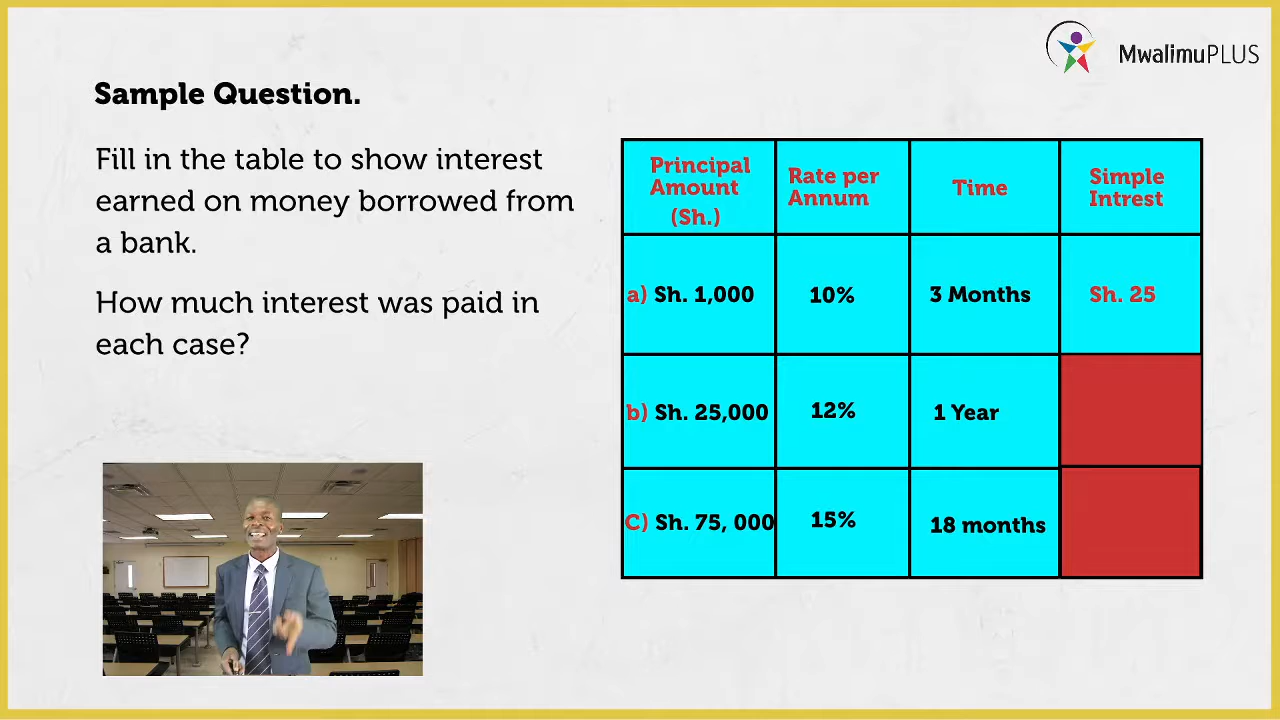 MwalimuPLUS
Sample Question.
Fill in the table to show interest
earned on money borrowed from
a bank.
How much interest was paid in
each case?
Principal
Amount
(Sh.)
Rate per
Annum
Time
Simple
Intrest
a) Sh. 1,000 10% 3 Months Sh. 25
b) Sh. 25,000 12% 1 Year
C) Sh. 75, 000 15% 18 months